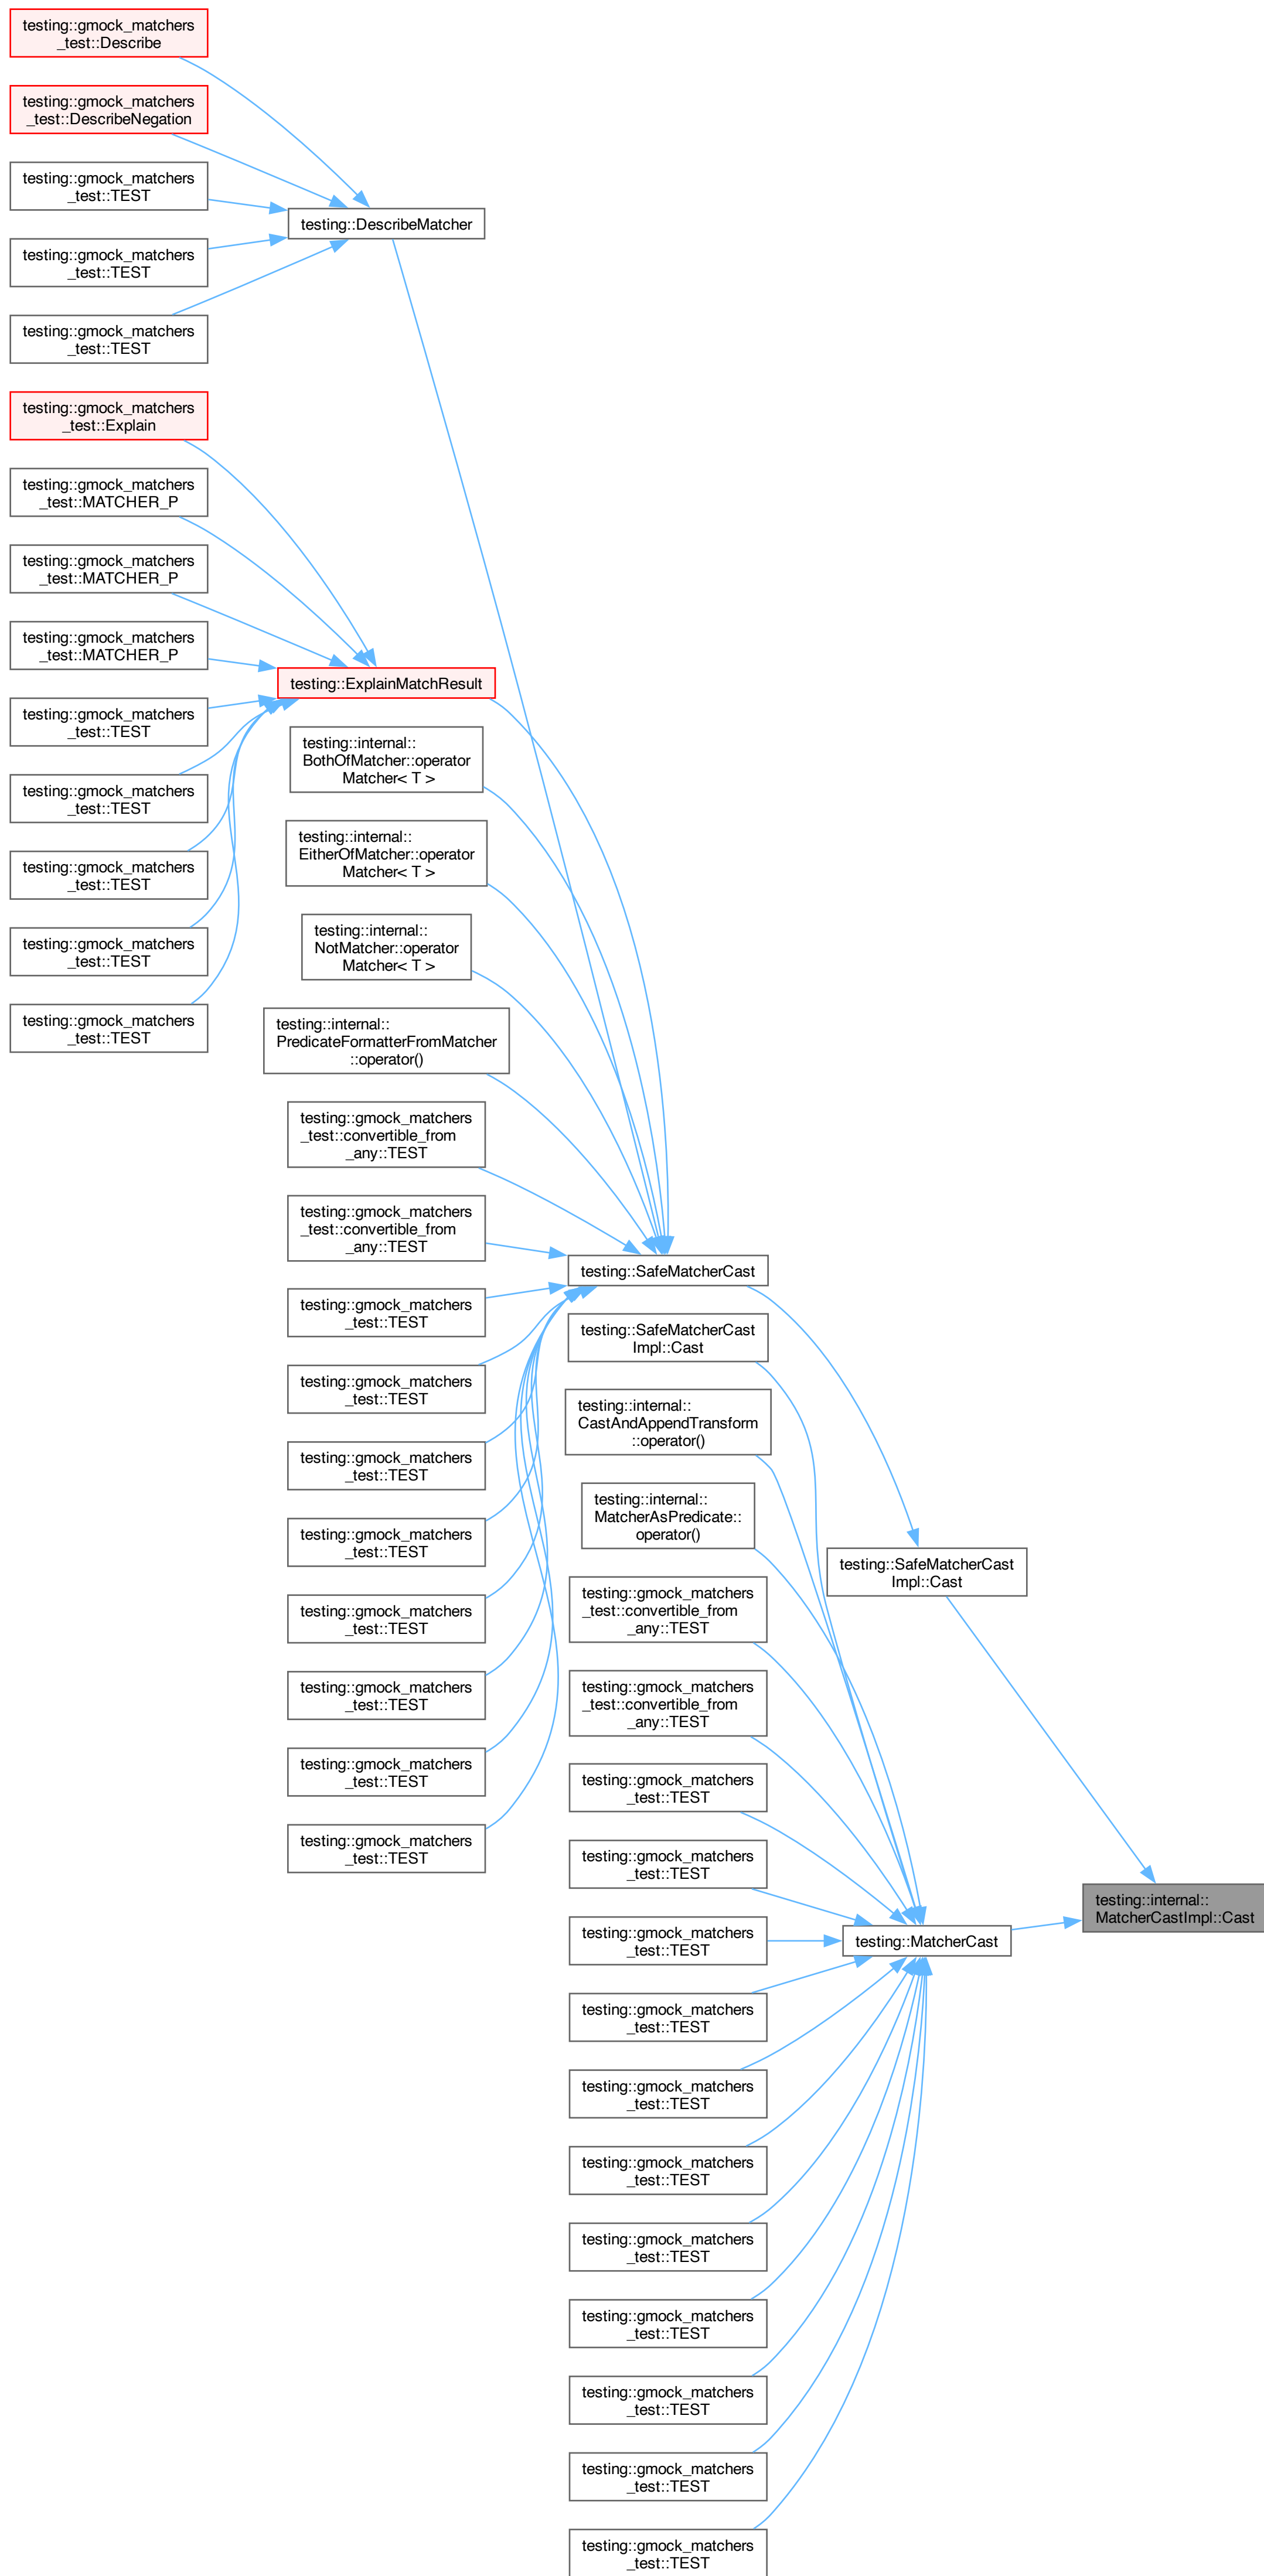 testing::gmock_matchers
_test::Describe
testing::gmock_matchers
_test::DescribeNegation
testing::gmock_matchers
_test::TEST
testing::DescribeMatcher
testing::gmock_matchers
_test::TEST
testing::gmock_matchers
_test::TEST
testing::gmock_matchers
_test::Explain
testing::gmock_matchers
_test::MATCHER_P
testing::gmock_matchers
_test::MATCHER_P
testing::gmock_matchers
_test::MATCHER_P
testing::ExplainMatchResult
testing::gmock_matchers
_test::TEST
testing::gmock_matchers
_test::TEST
testing::gmock_matchers
_test::TEST
testing::gmock_matchers
_test::TEST
testing::gmock_matchers
_test::TEST
testing::internal::
BothOfMatcher::operator
Matcher< T >
testing::internal::
EitherOfMatcher::operator
Matcher< T >
testing::internal::
NotMatcher::operator
Matcher< T >
testing::internal::
PredicateFormatterFromMatcher
::operator()
testing::gmock_matchers
_test::convertible_from
_any::TEST
testing::gmock_matchers
_test::convertible_from
_any::TEST
testing::SafeMatcherCast
testing::gmock_matchers
_test::TEST
testing::gmock_matchers
_test::TEST
testing::gmock_matchers
_test::TEST
testing::gmock_matchers
_test::TEST
testing::gmock_matchers
_test::TEST
testing::gmock_matchers
_test::TEST
testing::gmock_matchers
_test::TEST
testing::gmock_matchers
_test::TEST
testing::SafeMatcherCast
Impl::Cast
testing::internal::
CastAndAppendTransform
::operator()
testing::internal::
MatcherAsPredicate::
operator()
testing::SafeMatcherCast
Impl::Cast
testing::gmock_matchers
_test::convertible_from
_any::TEST
testing::gmock_matchers
_test::convertible_from
_any::TEST
testing::gmock_matchers
_test::TEST
testing::gmock_matchers
_test::TEST
testing::internal::
MatcherCastImpl::Cast
testing::gmock_matchers
_test::TEST
testing::MatcherCast
testing::gmock_matchers
_test::TEST
testing::gmock_matchers
_test::TEST
testing::gmock_matchers
_test::TEST
testing::gmock_matchers
_test::TEST
testing::gmock_matchers
_test::TEST
testing::gmock_matchers
_test::TEST
testing::gmock_matchers
_test::TEST
testing::gmock_matchers
_test::TEST